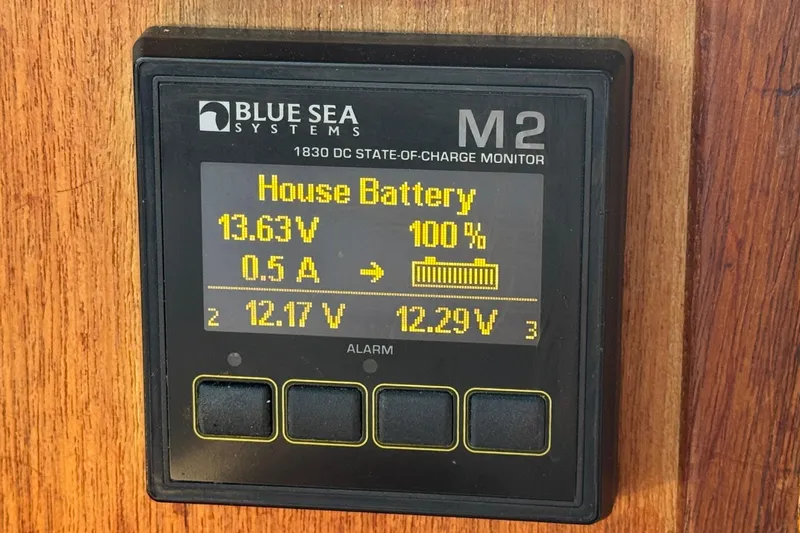 BLUE SEA
SYSTEMS
M2
1830 DC STATE-OF-CHARGE MONITOR
House Battery
13.63V 100%
0.5 A →
2 12.17 V 12.29V 3
ALARM